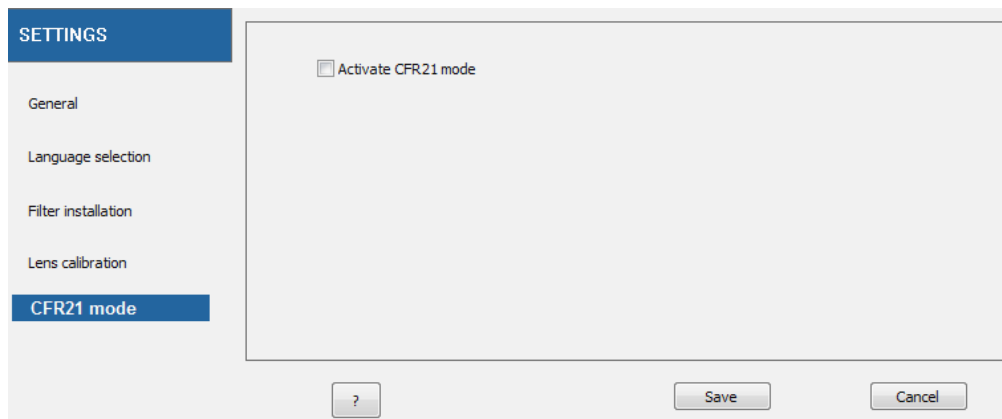 SETTINGS
General
Language selection
Filter installation
Lens calibration
CFR21 mode
Activate CFR21 mode
?
Save
Cancel